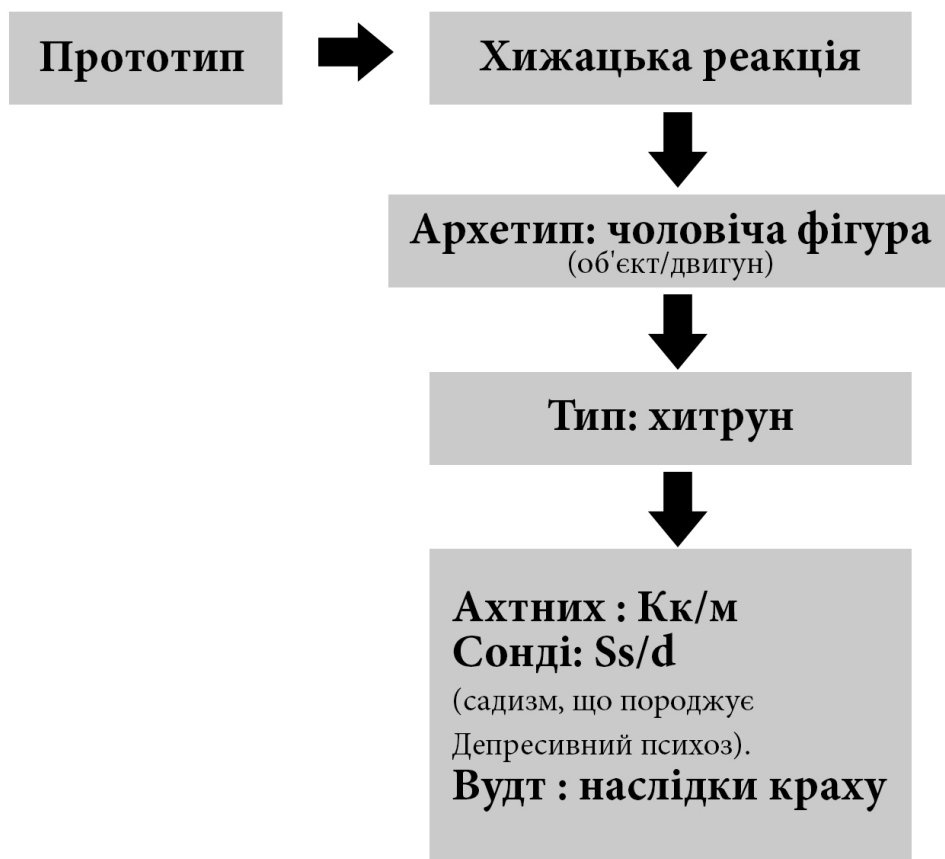 Прототип
Хижацька реакція
Архетип: чоловіча фігура
(об'єкт/двигун)
Тип: хитрун
Ахтних : Кк/м
Сонді: Ss/d
(садизм, що породжує
Депресивний психоз).
Вудт : наслідки краху